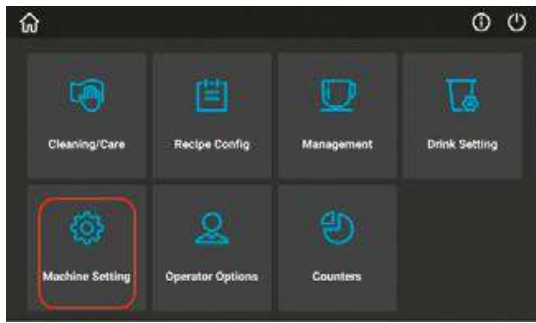 Cleaning/Care
Recipe Config
Management
Drink Setting
Machine Setting
Operator Options
Counters